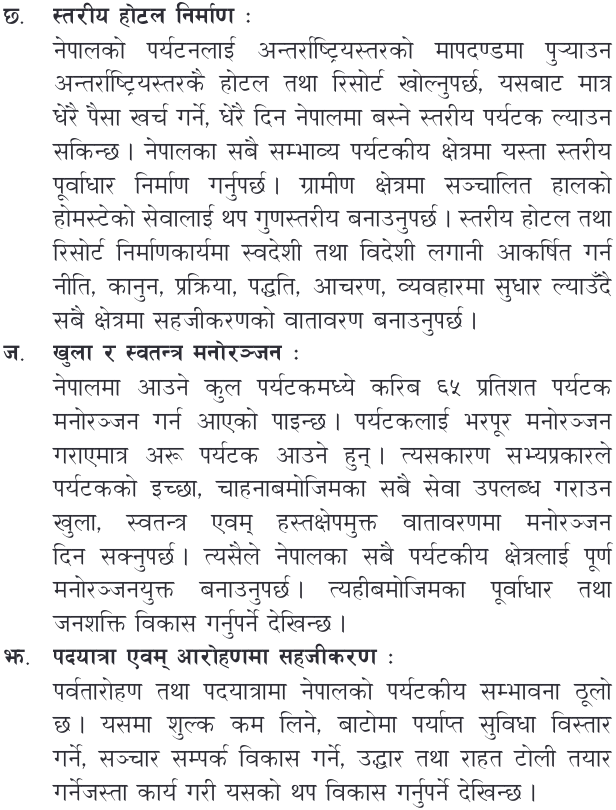 छ. स्तरीय होटल निर्माण :
नेपालको पर्यटनलाई अन्तर्राष्ट्रियस्तरको मापदण्डमा पुऱ्याउन
अन्तर्राष्ट्रियस्तरकै होटल तथा रिसोर्ट खोल्नुपर्छ, यसबाट मात्र
धेरै पैसा खर्च गर्ने, धेरै दिन नेपालमा बस्ने स्तरीय पर्यटक ल्याउन
सकिन्छ । नेपालका सबै सम्भाव्य पर्यटकीय क्षेत्रमा यस्ता स्तरीय
पूर्वाधार निर्माण गर्नुपर्छ । ग्रामीण क्षेत्रमा सञ्चालित हालको
होमस्टेको सेवालाई थप गुणस्तरीय बनाउनुपर्छ । स्तरीय होटल तथा
रिसोर्ट निर्माणकार्यमा स्वदेशी तथा विदेशी लगानी आकर्षित गर्न
नीति, कानुन, प्रक्रिया, पद्धति, आचरण, व्यवहारमा सुधार ल्याउँदै
सबै क्षेत्रमा सहजीकरणको वातावरण बनाउनुपर्छ ।
ज. खुला र स्वतन्त्र मनोरञ्जन :
नेपालमा आउने कुल पर्यटकमध्ये करिब ६५ प्रतिशत पर्यटक
मनोरञ्जन गर्न आएको पाइन्छ । पर्यटकलाई भरपूर मनोरञ्जन
गराएमात्र अरू पर्यटक आउने हुन् । त्यसकारण सभ्यप्रकारले
पर्यटकको इच्छा, चाहनाबमोजिमका सबै सेवा उपलब्ध गराउन
खुला, स्वतन्त्र एवम् हस्तक्षेपमुक्त वातावरणमा मनोरञ्जन
दिन सक्नुपर्छ । त्यसैले नेपालका सबै पर्यटकीय क्षेत्रलाई पूर्ण
मनोरञ्जनयुक्त बनाउनुपर्छ । त्यहीबमोजिमका पूर्वाधार तथा
जनशक्ति विकास गर्नुपर्ने देखिन्छ ।
झ. पदयात्रा एवम् आरोहणमा सहजीकरण :
पर्वतारोहण तथा पदयात्रामा नेपालको पर्यटकीय सम्भावना ठूलो
छ । यसमा शुल्क कम लिने, बाटोमा पर्याप्त सुविधा विस्तार
गर्ने, सञ्चार सम्पर्क विकास गर्ने, उद्धार तथा राहत टोली तयार
गर्नेजस्ता कार्य गरी यसको थप विकास गर्नुपर्ने देखिन्छ ।